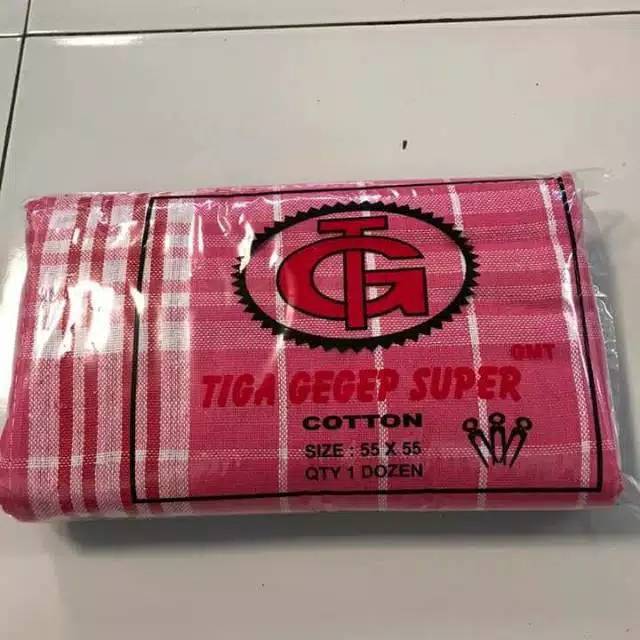 TG
TIGA GEGEP SUPER
GMT
COTTON
SIZE : 55 X 55
QTY 1 DOZEN